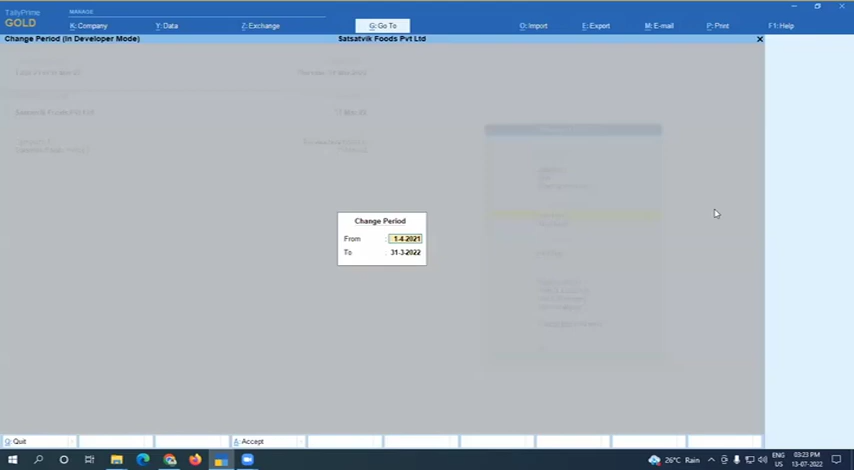 TallyPrime
GOLD
MANAGE
K: Company
Y: Data
Z: Exchange
G: Go To
O: Import
E: Export
M: E-mail
P: Print
F1: Help
Change Period (In Developer Mode)
Satsatvik Foods Pvt Ltd
Change Period
From : 1-4-2021
To : 31-3-2022
Q: Quit
A: Accept
26°C Rain
ENG
US
03:23 PM
13-07-2022